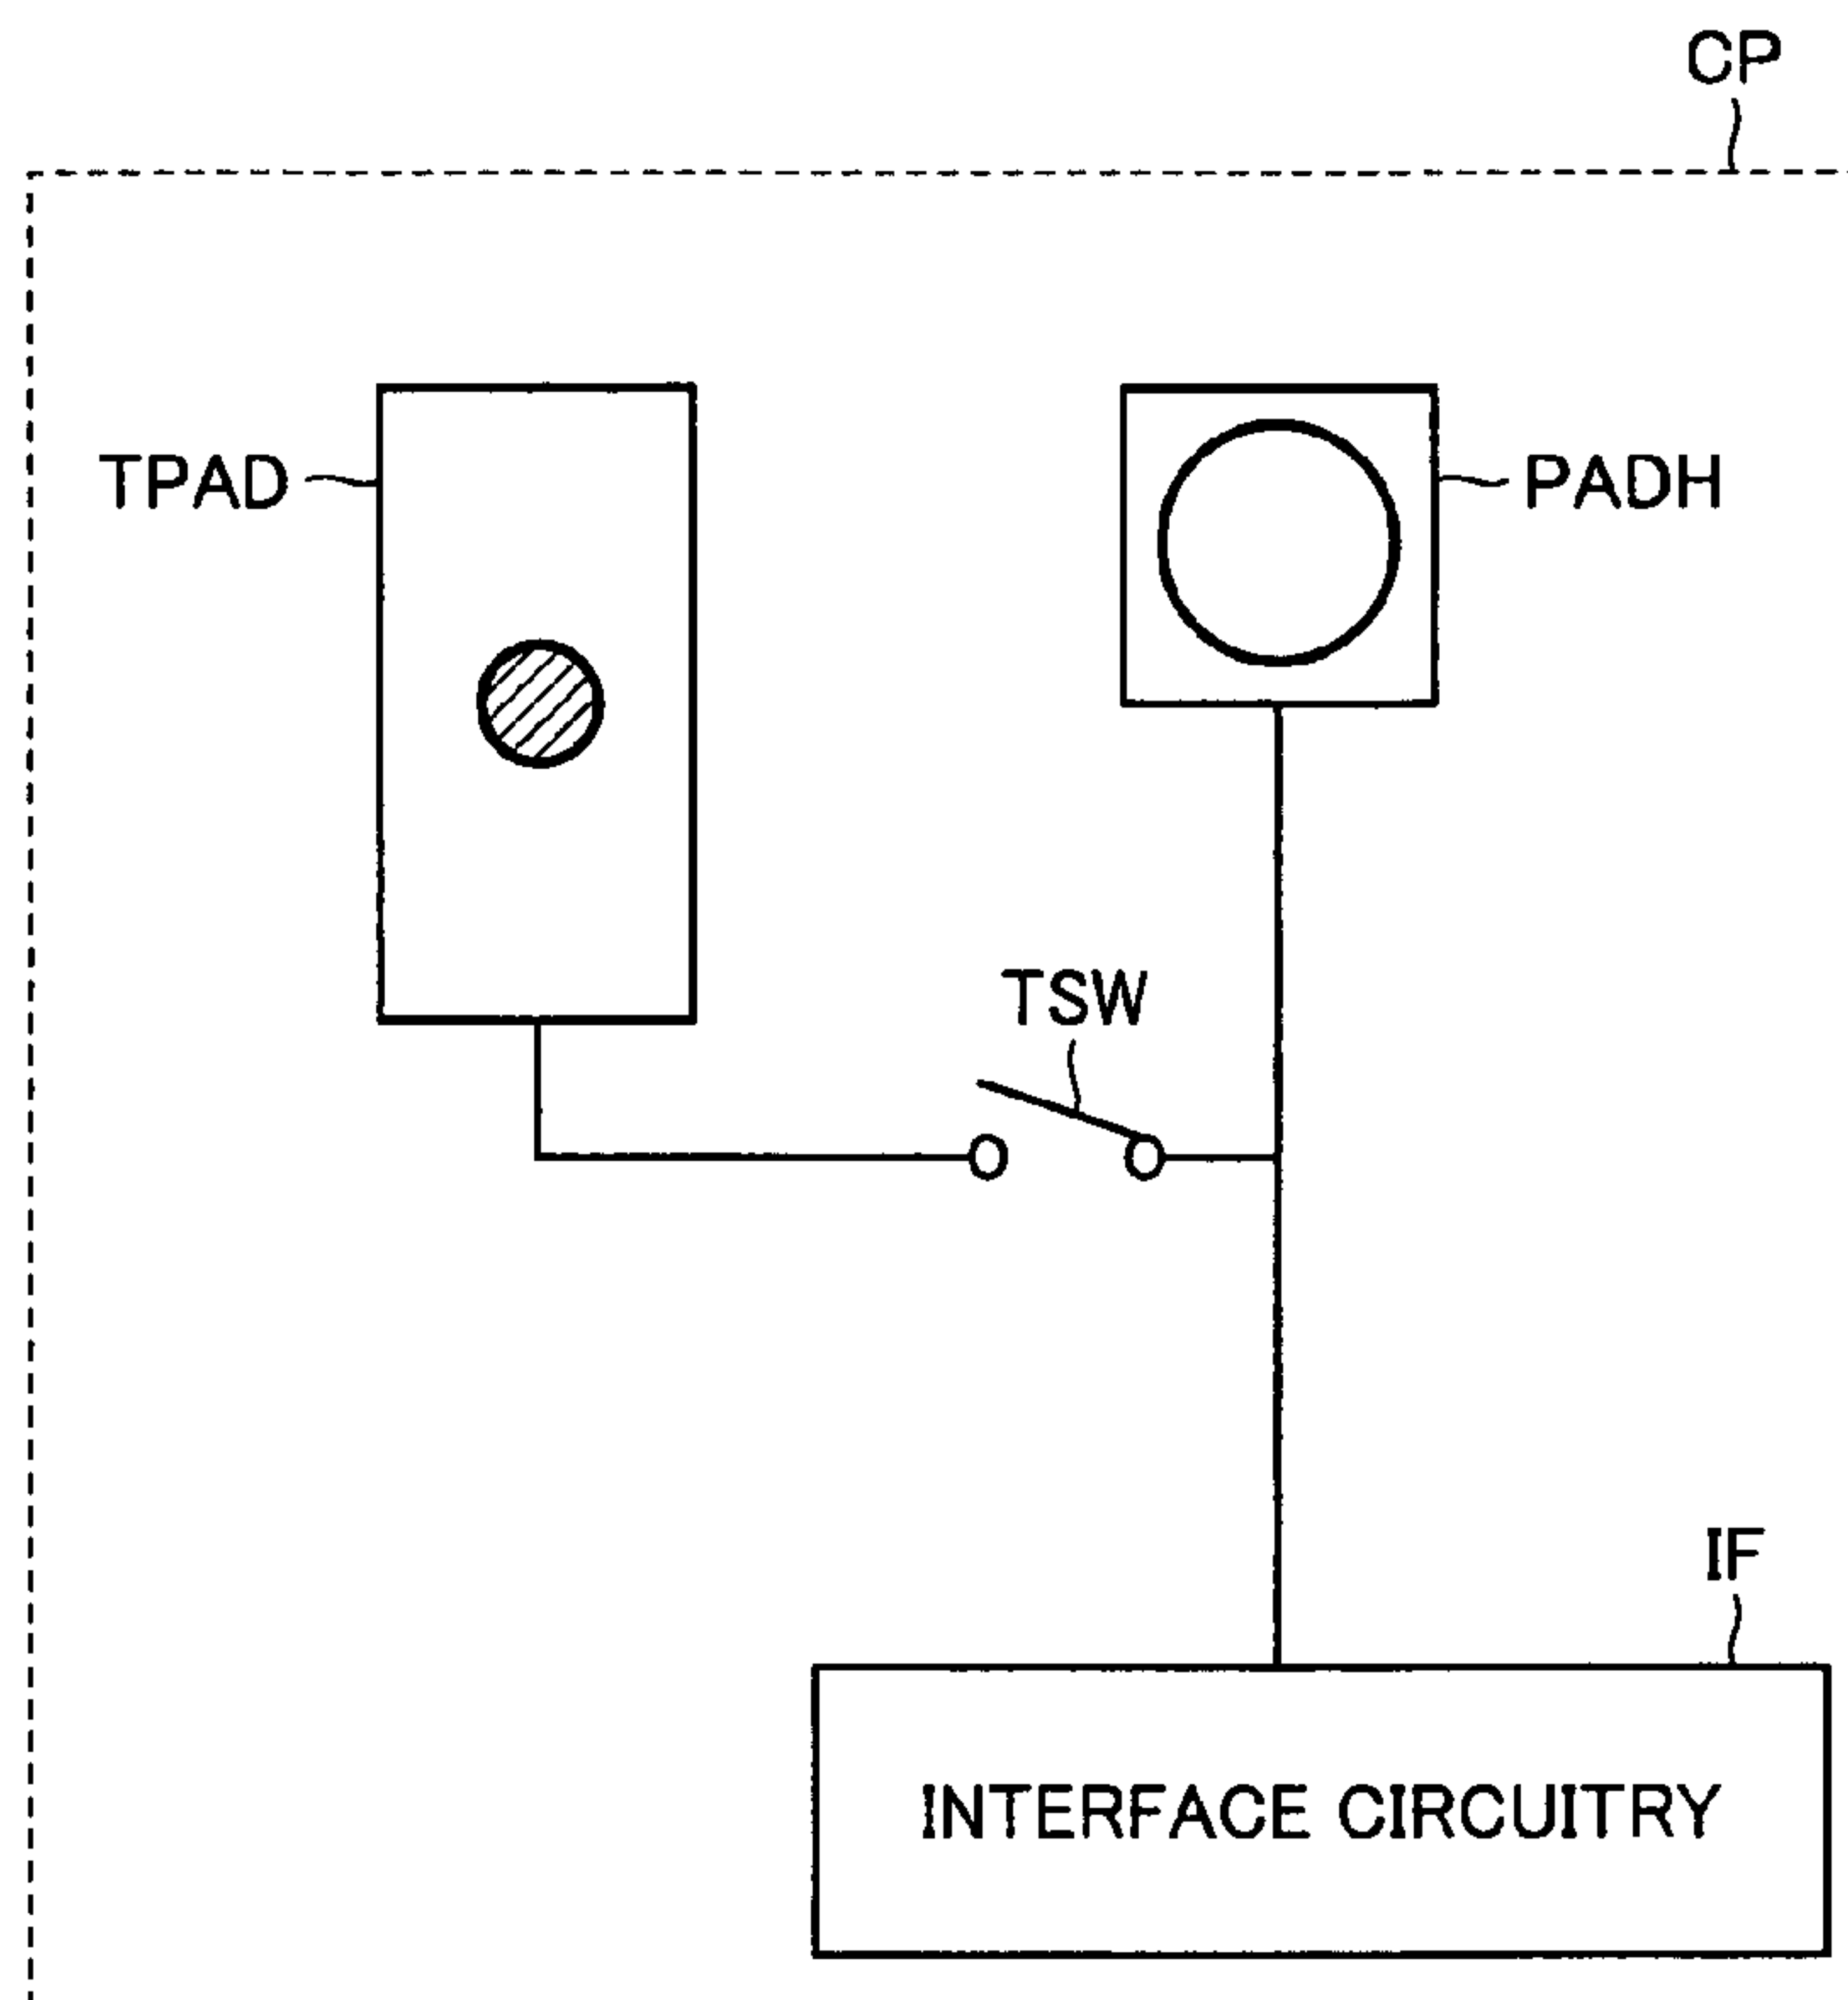 CP
TPAD
PADH
TSW
IF
INTERFACE CIRCUITRY